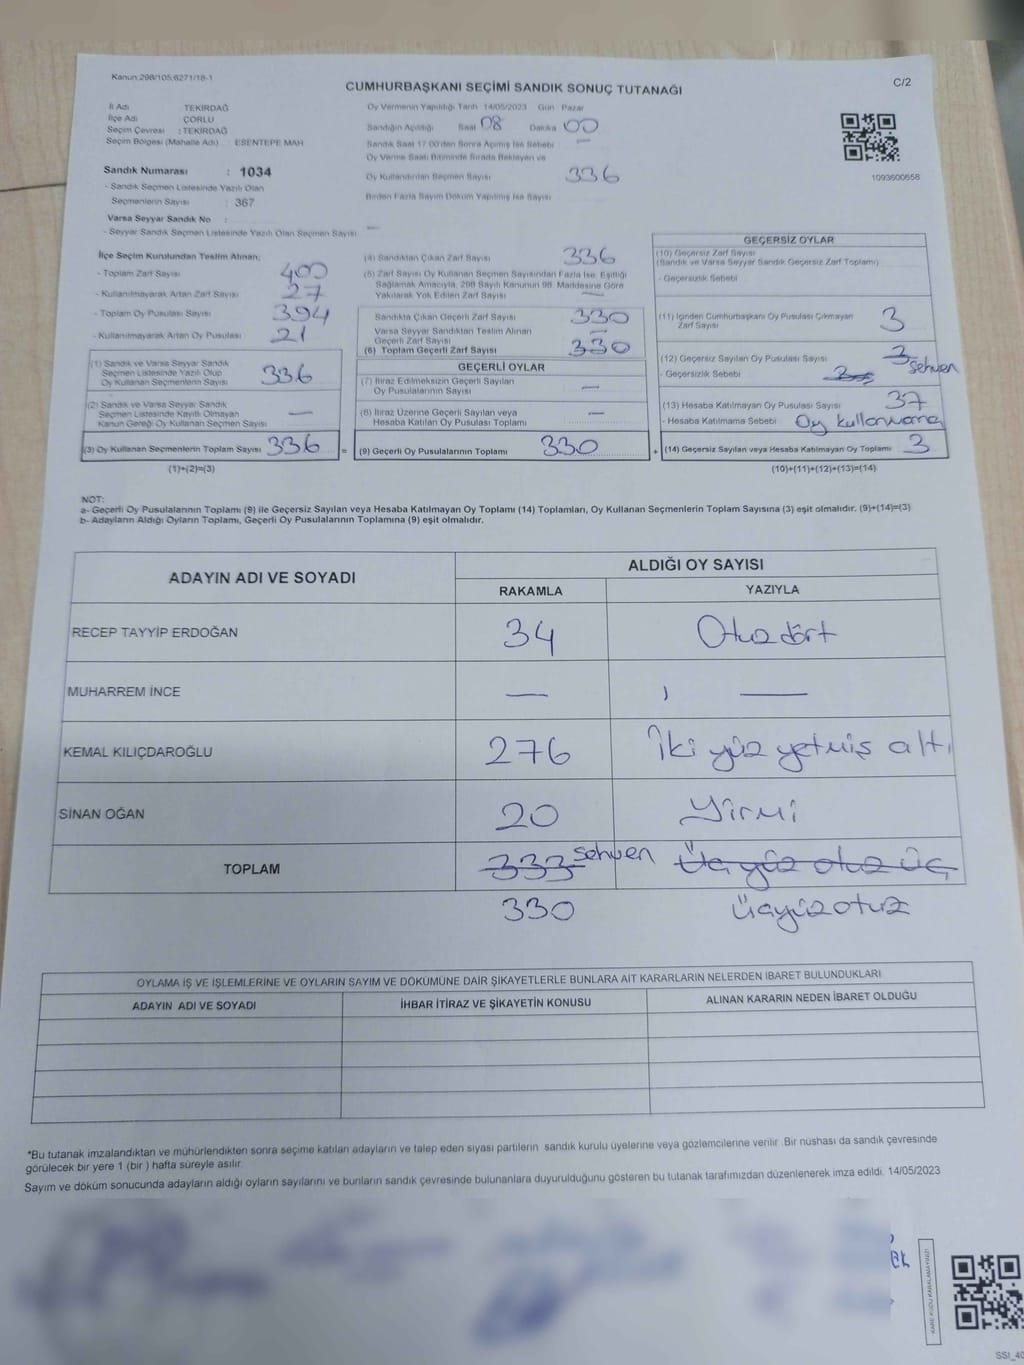 Kanun:298/105,6271/18-1
C/2
CUMHURBAŞKANI SEÇİMİ SANDIK SONUÇ TUTANAĞI
İl Adı TEKİRDAĞ
İlçe Adı ÇORLU
Seçim Çevresi : TEKİRDAĞ
Seçim Bölgesi (Mahalle Adı) : ESENTEPE MAH
Sandık Numarası : 1034
- Sandık Seçmen Listesinde Yazılı Olan
Seçmenlerin Sayısı : 367
Varsa Seyyar Sandık No :
- Seyyar Sandık Seçmen Listesinde Yazılı Olan Seçmen Sayısı —
Oy Vermenin Yapıldığı Tarih 14/05/2023 Gün Pazar
Sandığın Açıldığı Saat 08 Dakika 00
Sandık Saat 17:00'den Sonra Açılmış İse Sebebi —
Oy Verme Saati Bitiminde Sırada Bekleyen ve
Oy Kullandırılan Seçmen Sayısı 336
Birden Fazla Sayım Döküm Yapılmış İse Sayısı
1093600658
İlçe Seçim Kurulundan Teslim Alınan;
- Toplam Zarf Sayısı 400
- Kullanılmayarak Artan Zarf Sayısı 27
- Toplam Oy Pusulası Sayısı 394
- Kullanılmayarak Artan Oy Pusulası 21
(1) Sandık ve Varsa Seyyar Sandık
Seçmen Listesinde Yazılı Olup
Oy Kullanan Seçmenlerin Sayısı 336
(2) Sandık ve Varsa Seyyar Sandık
Seçmen Listesinde Kayıtlı Olmayan
Kanun Gereği Oy Kullanan Seçmen Sayısı —
(3) Oy Kullanan Seçmenlerin Toplam Sayısı 336 =
(1)+(2)=(3)
(4) Sandıktan Çıkan Zarf Sayısı 336
(5) Zarf Sayısı Oy Kullanan Seçmen Sayısından Fazla İse, Eşitliği
Sağlamak Amacıyla, 298 Sayılı Kanunun 98. Maddesine Göre
Yakılarak Yok Edilen Zarf Sayısı —
Sandıkta Çıkan Geçerli Zarf Sayısı 330
Varsa Seyyar Sandıktan Teslim Alınan
Geçerli Zarf Sayısı —
(6) Toplam Geçerli Zarf Sayısı 330
GEÇERLİ OYLAR
(7) İtiraz Edilmeksizin Geçerli Sayılan
Oy Pusulalarının Sayısı —
(8) İtiraz Üzerine Geçerli Sayılan veya
Hesaba Katılan Oy Pusulası Toplamı —
(9) Geçerli Oy Pusulalarının Toplamı 330 +
GEÇERSİZ OYLAR
(10) Geçersiz Zarf Sayısı
(Sandık ve Varsa Seyyar Sandık Geçersiz Zarf Toplamı)
- Geçersizlik Sebebi
(11) İçinden Cumhurbaşkanı Oy Pusulası Çıkmayan
Zarf Sayısı 3
(12) Geçersiz Sayılan Oy Pusulası Sayısı 3 Sehven
- Geçersizlik Sebebi
(13) Hesaba Katılmayan Oy Pusulası Sayısı 37
- Hesaba Katılmama Sebebi Oy kullanmama
(14) Geçersiz Sayılan veya Hesaba Katılmayan Oy Toplamı 3
(10)+(11)+(12)+(13)=(14)
NOT:
a- Geçerli Oy Pusulalarının Toplamı (9) ile Geçersiz Sayılan veya Hesaba Katılmayan Oy Toplamı (14) Toplamları, Oy Kullanan Seçmenlerin Toplam Sayısına (3) eşit olmalıdır. (9)+(14)=(3)
b- Adayların Aldığı Oyların Toplamı, Geçerli Oy Pusulalarının Toplamına (9) eşit olmalıdır.
ADAYIN ADI VE SOYADI
ALDIĞI OY SAYISI
RAKAMLA YAZIYLA
RECEP TAYYİP ERDOĞAN 34 Otuzdört
MUHARREM İNCE — —
KEMAL KILIÇDAROĞLU 276 İki yüz yetmiş altı
SİNAN OĞAN 20 Yirmi
TOPLAM 333 sehven Üç yüz otuz üç
330 üçyüzotuz
OYLAMA İŞ VE İŞLEMLERİNE VE OYLARIN SAYIM VE DÖKÜMÜNE DAİR ŞİKAYETLERLE BUNLARA AİT KARARLARIN NELERDEN İBARET BULUNDUKLARI
ADAYIN ADI VE SOYADI İHBAR İTİRAZ VE ŞİKAYETİN KONUSU ALINAN KARARIN NEDEN İBARET OLDUĞU
*Bu tutanak imzalandıktan ve mühürlendikten sonra seçime katılan adayların ve talep eden siyasi partilerin sandık kurulu üyelerine veya gözlemcilerine verilir. Bir nüshası da sandık çevresinde
görülecek bir yere 1 (bir ) hafta süreyle asılır.
Sayım ve döküm sonucunda adayların aldığı oyların sayılarını ve bunların sandık çevresinde bulunanlara duyurulduğunu gösteren bu tutanak tarafımızdan düzenlenerek imza edildi. 14/05/2023
KARE KODU KARALAMAYINIZ!